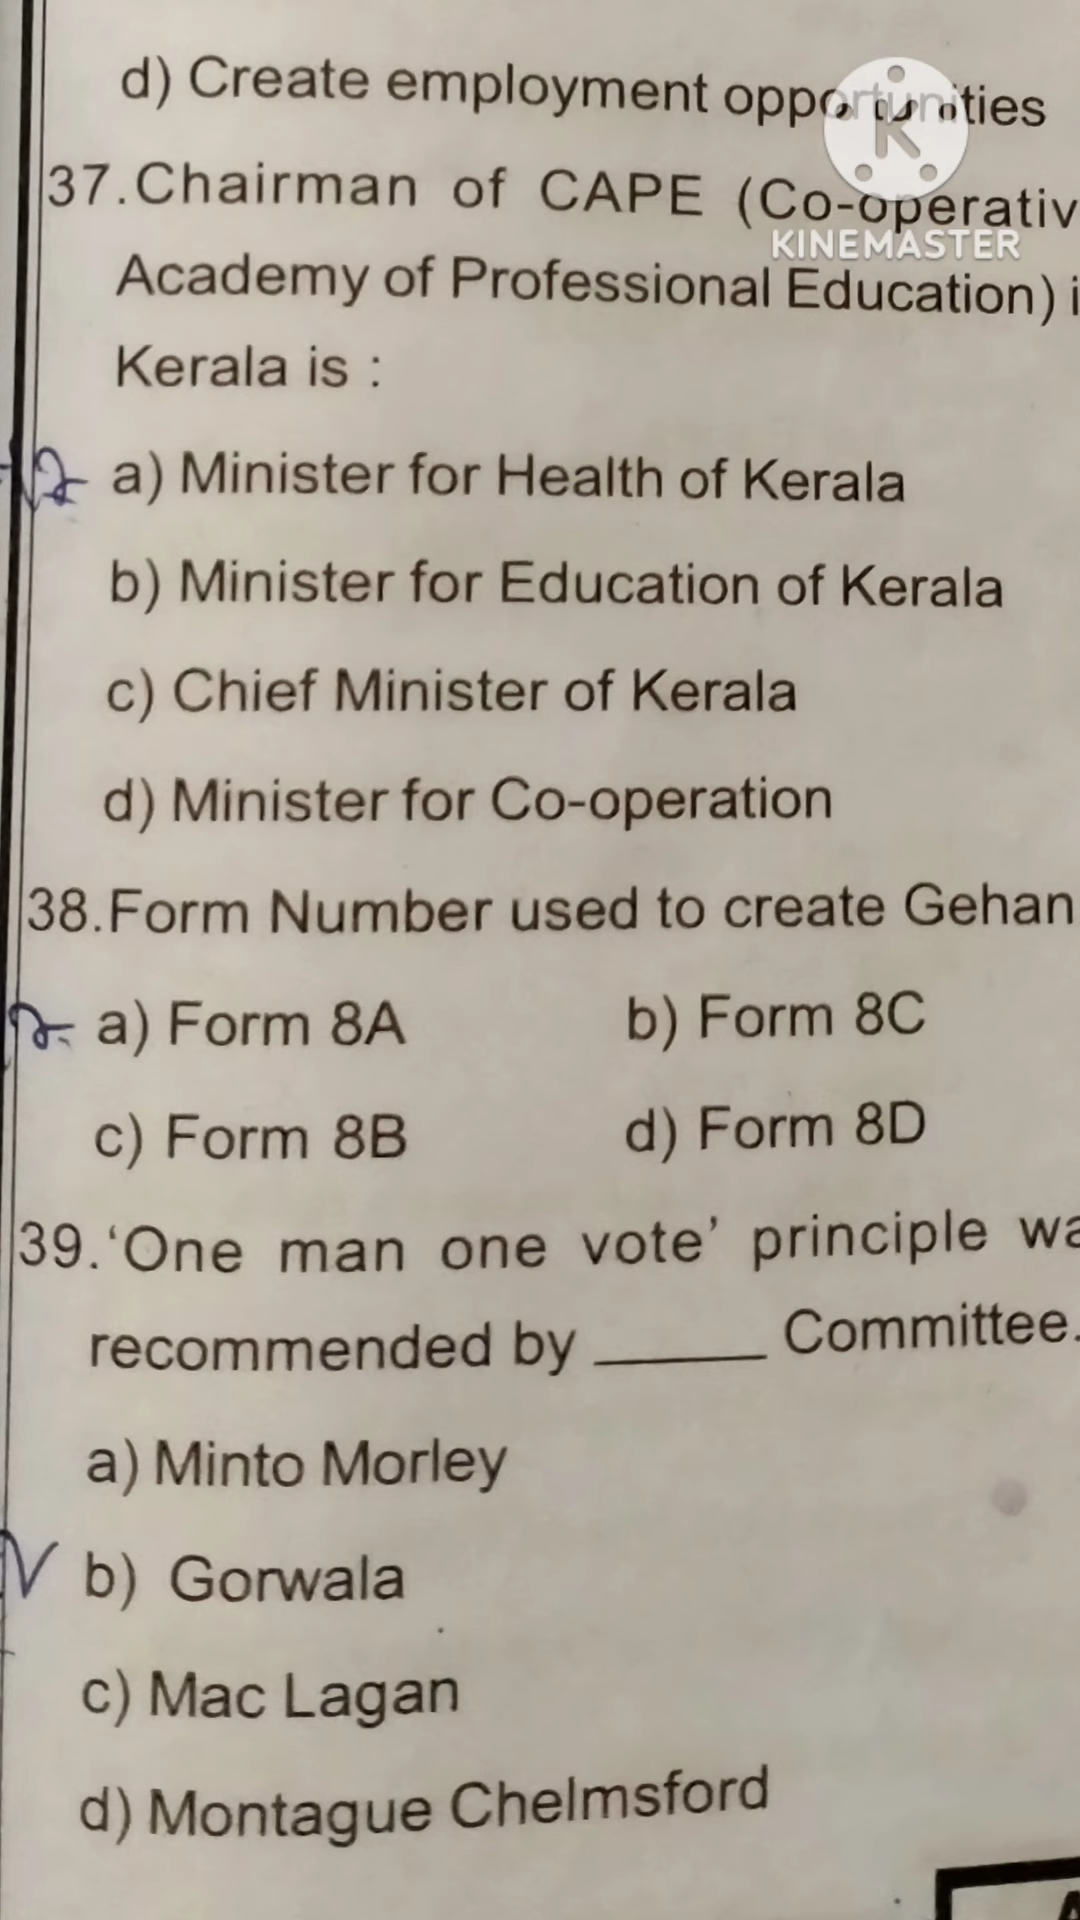 d) Create employment opportunities
37. Chairman of CAPE (Co-operativ
KINEMASTER
Academy of Professional Education) i
Kerala is :
a) Minister for Health of Kerala
b) Minister for Education of Kerala
c) Chief Minister of Kerala
d) Minister for Co-operation
38. Form Number used to create Gehan
a) Form 8A b) Form 8C
c) Form 8B d) Form 8D
39. ‘One man one vote’ principle wa
recommended by ______ Committee.
a) Minto Morley
b) Gorwala
c) Mac Lagan
d) Montague Chelmsford